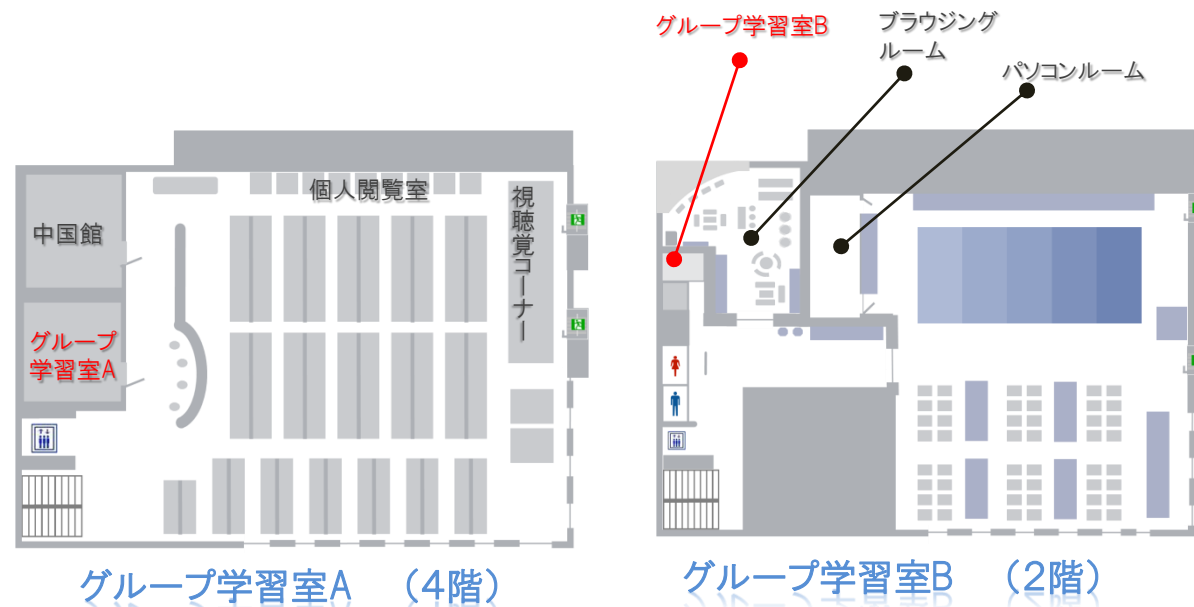 グループ学習室B
ブラウジング
ルーム
パソコンルーム
個人閲覧室
視聴覚コーナー
中国館
グループ
学習室A
グループ学習室A （4階）
グループ学習室B （2階）